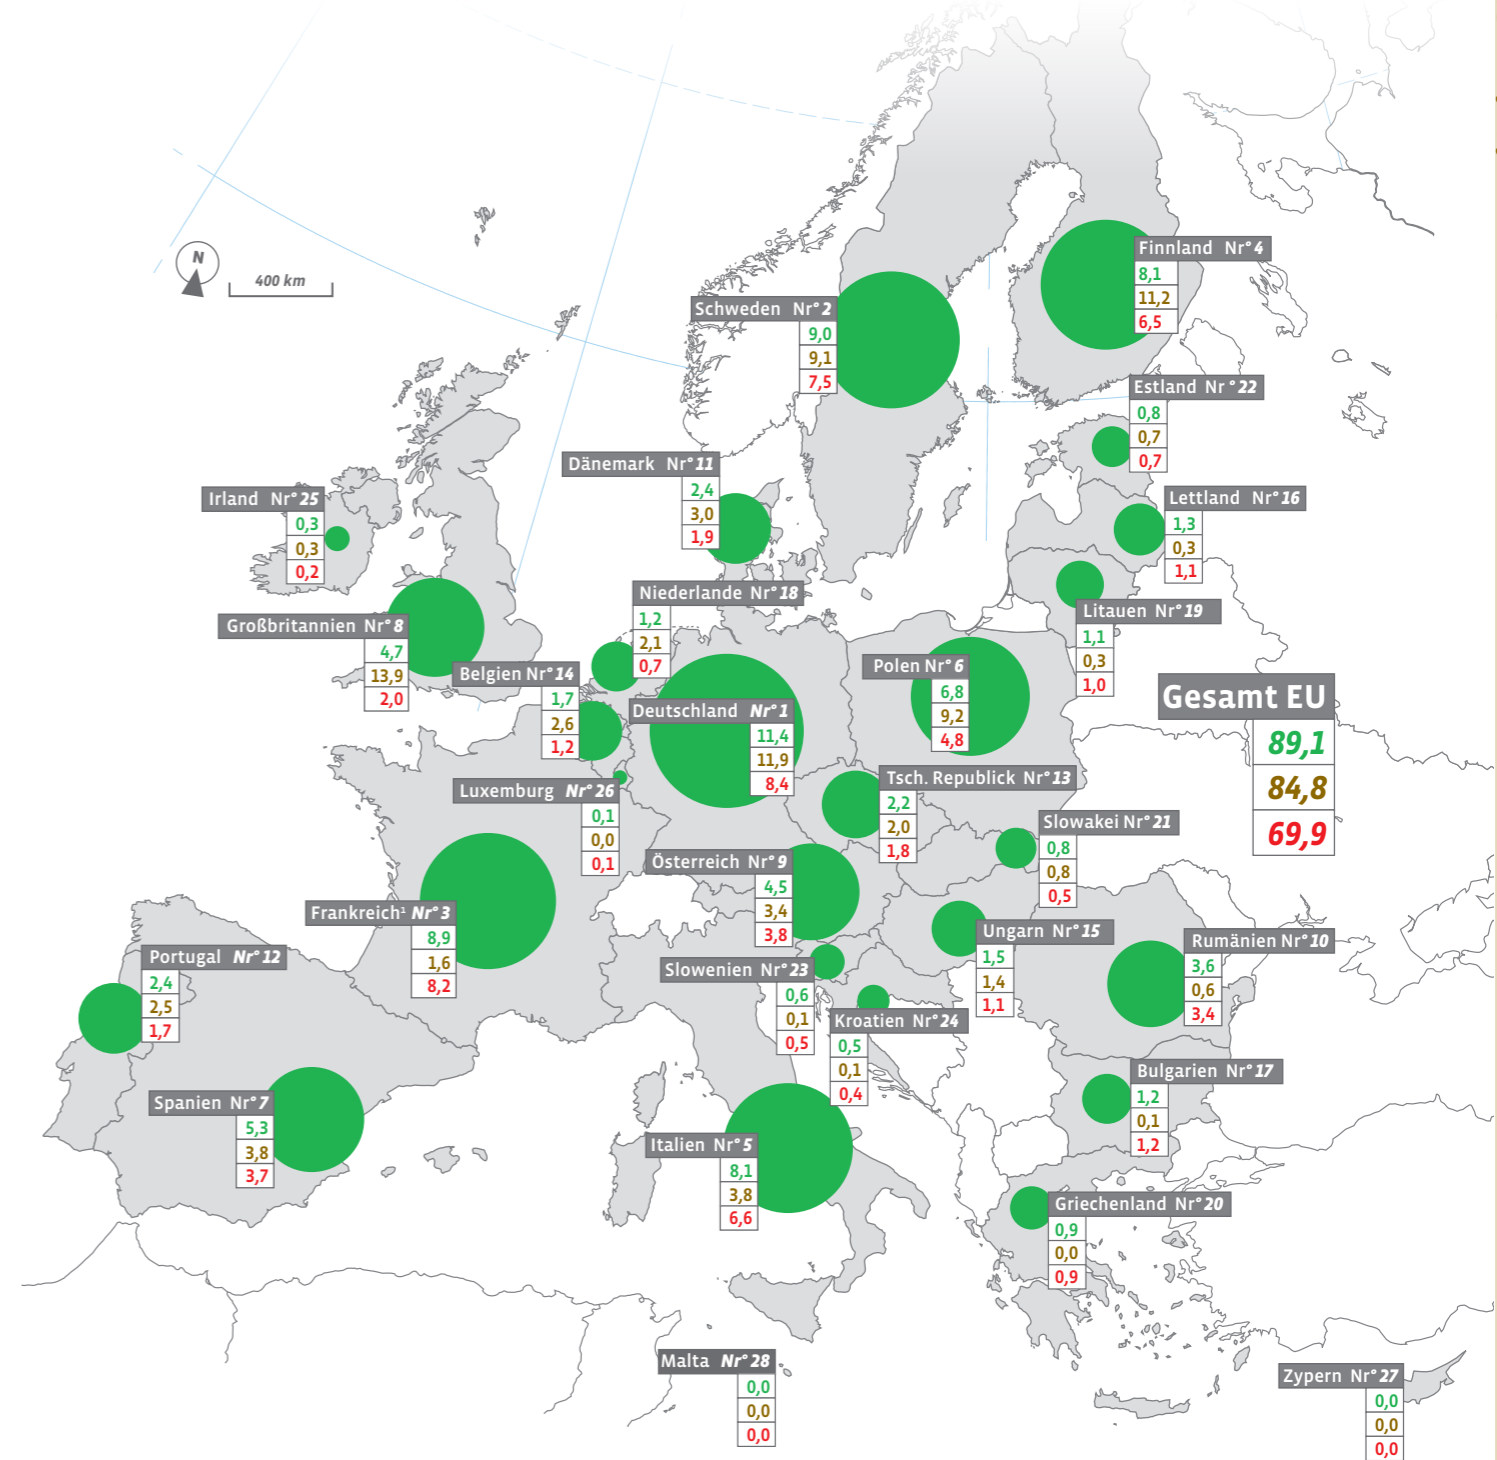 N
400 km
Finnland Nr° 4
8,1
11,2
6,5
Schweden Nr° 2
9,0
9,1
7,5
Estland Nr° 22
0,8
0,7
0,7
Dänemark Nr° 11
2,4
3,0
1,9
Irland Nr° 25
0,3
0,3
0,2
Lettland Nr° 16
1,3
0,3
1,1
Niederlande Nr° 18
1,2
2,1
0,7
Litauen Nr° 19
1,1
0,3
1,0
Großbritannien Nr° 8
4,7
13,9
2,0
Belgien Nr° 14
1,7
2,6
1,2
Polen Nr° 6
6,8
9,2
4,8
Gesamt EU
89,1
84,8
69,9
Deutschland Nr° 1
11,4
11,9
8,4
Luxemburg Nr° 26
0,1
0,0
0,1
Tsch. Republick Nr° 13
2,2
2,0
1,8
Slowakei Nr° 21
0,8
0,8
0,5
Österreich Nr° 9
4,5
3,4
3,8
Frankreich¹ Nr° 3
8,9
1,6
8,2
Ungarn Nr° 15
1,5
1,4
1,1
Rumänien Nr° 10
3,6
0,6
3,4
Portugal Nr° 12
2,4
2,5
1,7
Slowenien Nr° 23
0,6
0,1
0,5
Kroatien Nr° 24
0,5
0,1
0,4
Bulgarien Nr° 17
1,2
0,1
1,2
Spanien Nr° 7
5,3
3,8
3,7
Italien Nr° 5
8,1
3,8
6,6
Griechenland Nr° 20
0,9
0,0
0,9
Malta Nr° 28
0,0
0,0
0,0
Zypern Nr° 27
0,0
0,0
0,0